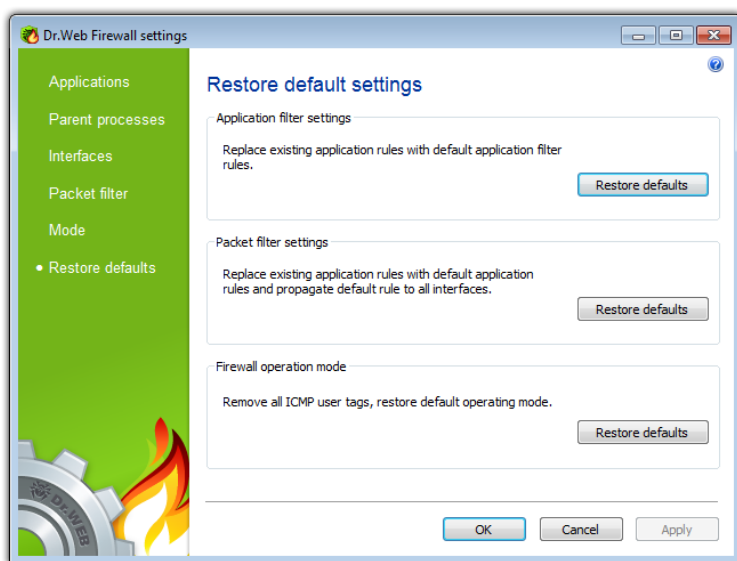 Dr.Web Firewall settings
Applications
Parent processes
Interfaces
Packet filter
Mode
Restore defaults
Restore default settings
Application filter settings
Replace existing application rules with default application filter
rules.
Restore defaults
Packet filter settings
Replace existing application rules with default application
rules and propagate default rule to all interfaces.
Restore defaults
Firewall operation mode
Remove all ICMP user tags, restore default operating mode.
Restore defaults
Dr.WEB
OK
Cancel
Apply